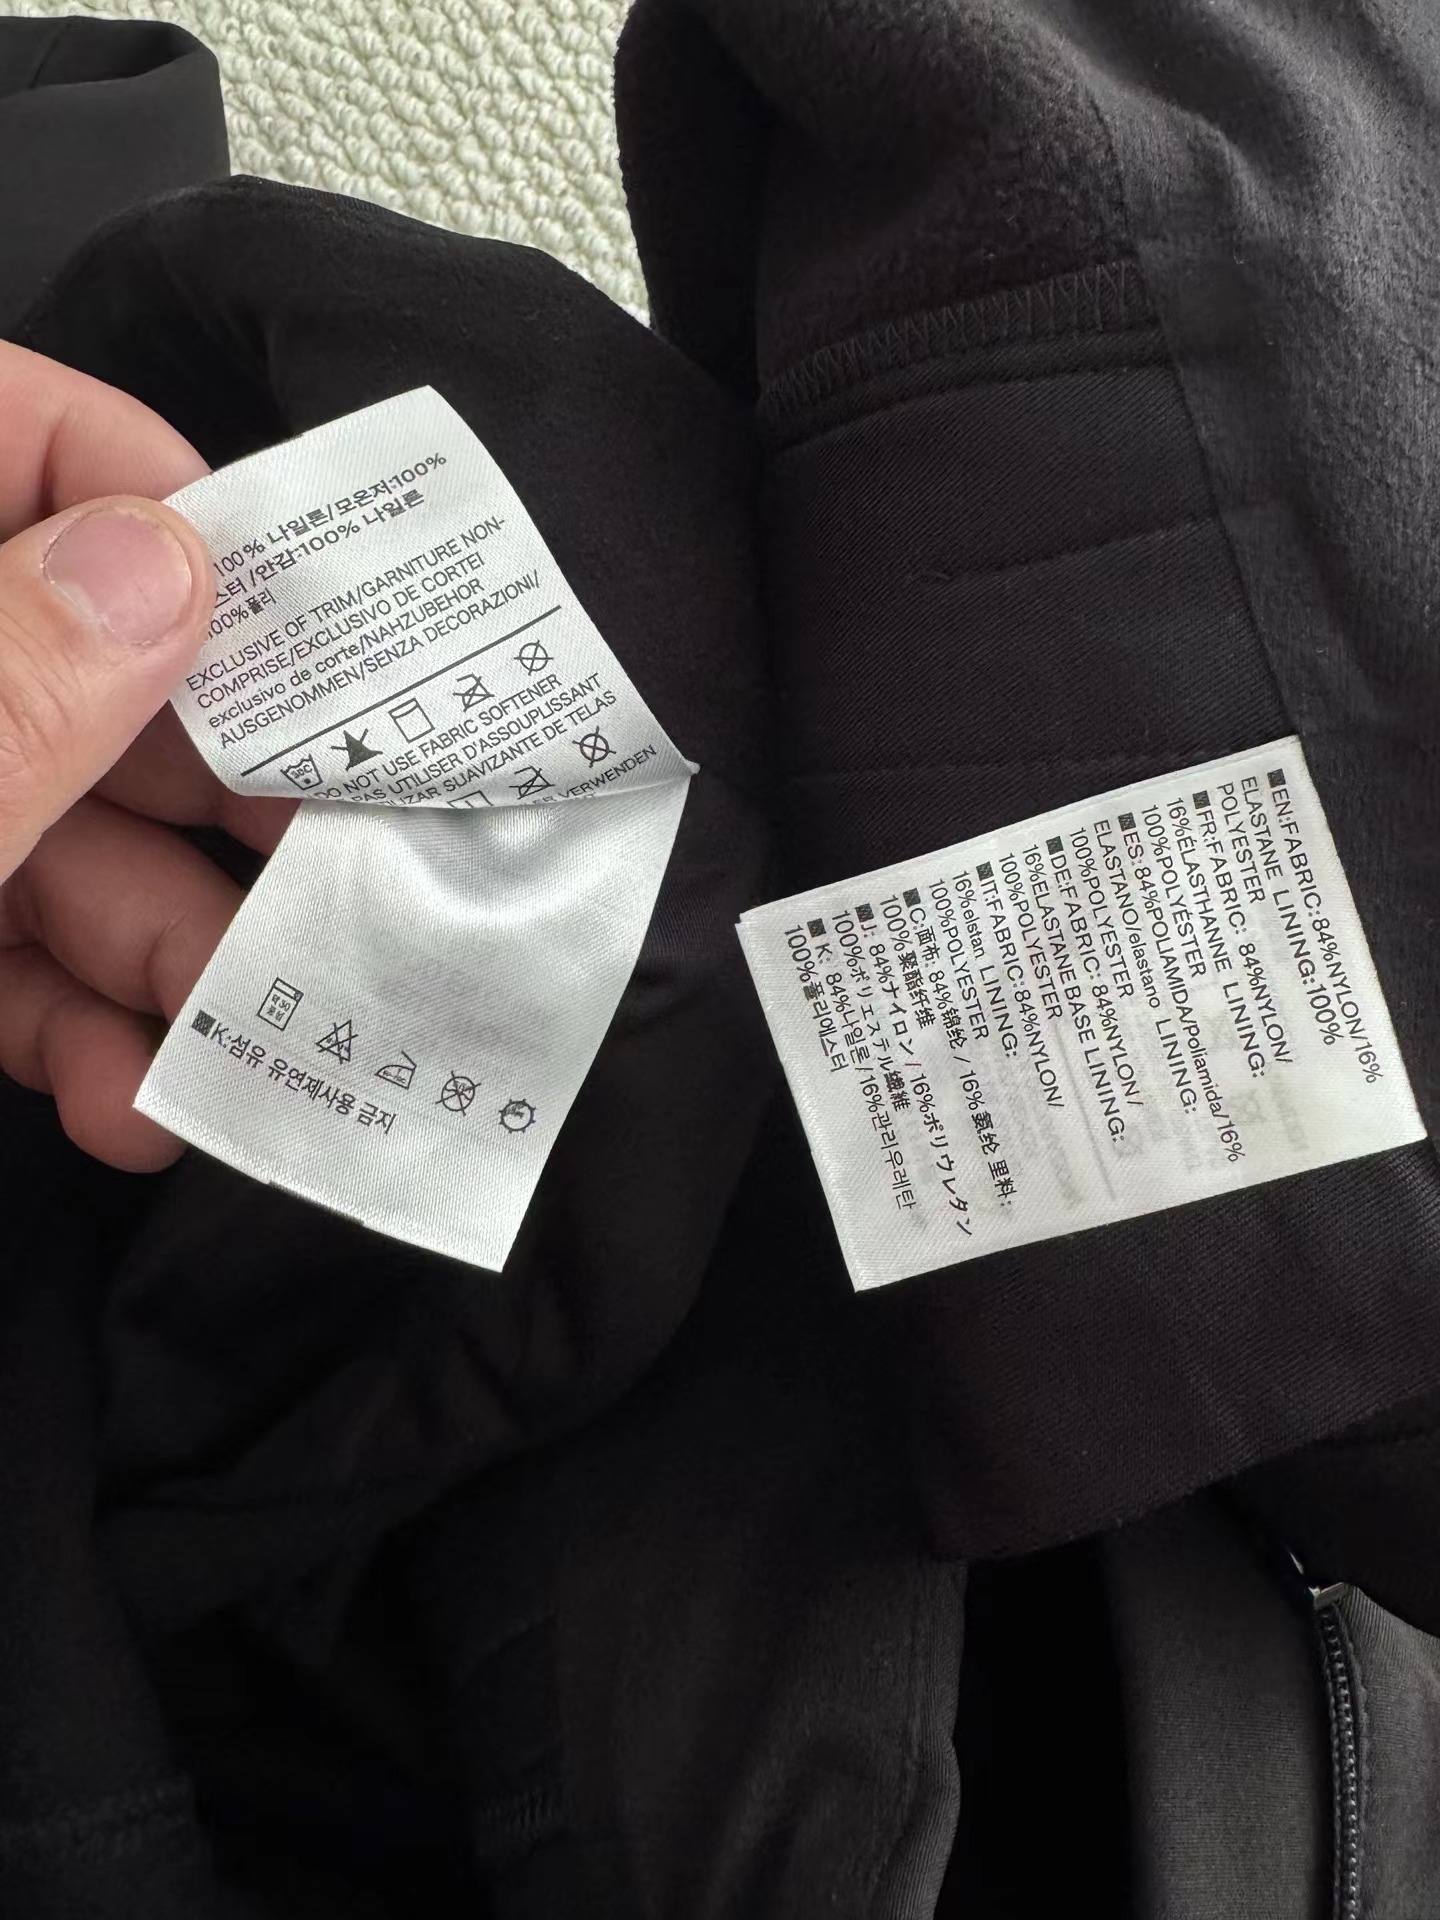 100% 나일론/모온저:100%
스터 /안감:100% 나일론
100%폴리
EXCLUSIVE OF TRIM/GARNITURE NON-
COMPRISE/EXCLUSIVO DE CORTEI
exclusivo de corte/NAHZUBEHOR
AUSGENOMMEN/SENZA DECORAZIONI/
30C
DO NOT USE FABRIC SOFTENER
PAS UTILISER D'ASSOUPLISSANT
SUAVIZANTE DE TELAS
VERWENDEN
K:섬유 유연제사용 금지
EN:FABRIC:84%NYLON/16%
ELASTANE LINING:100%
POLYESTER
FR:FABRIC: 84%NYLON/
16%ÉLASTHANNE LINING:
100%POLYÉSTER
ES: 84%POLIAMIDA/Poliamida/16%
ELASTANO/elastano LINING:
100%POLYESTER
DE:FABRIC: 84%NYLON/
16%ELASTANE BASE LINING:
100%POLYESTER
IT:FABRIC:84%NYLON/
16%elstan LINING:
100%POLYESTER
C:面布: 84%锦纶 / 16%氨纶 里料:
100%聚酯纤维
J: 84%ナイロン / 16%ポリウレタン
100%ポリエステル繊維
K: 84%나일론/16%관리우레탄
100%폴리에스터